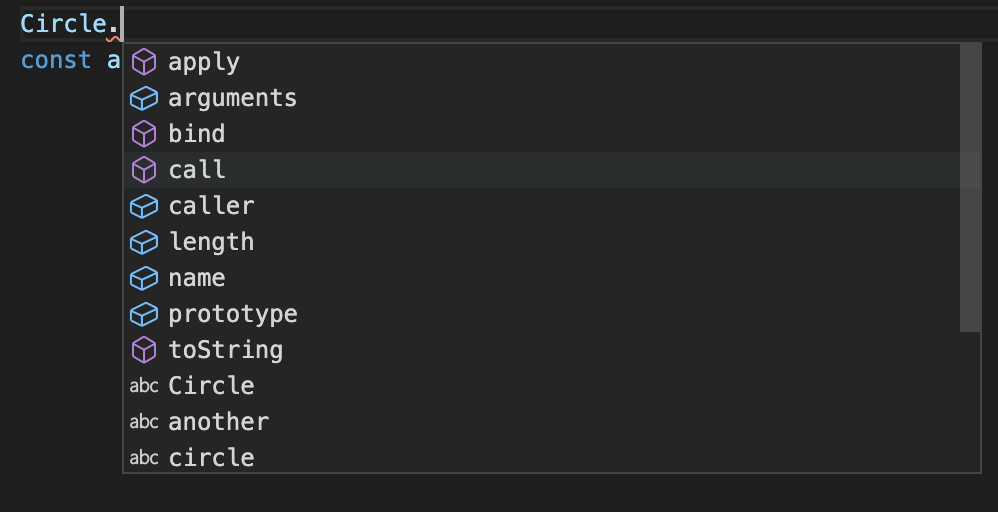 Circle.
const a
apply
arguments
bind
call
caller
length
name
prototype
toString
abc Circle
abc another
abc circle